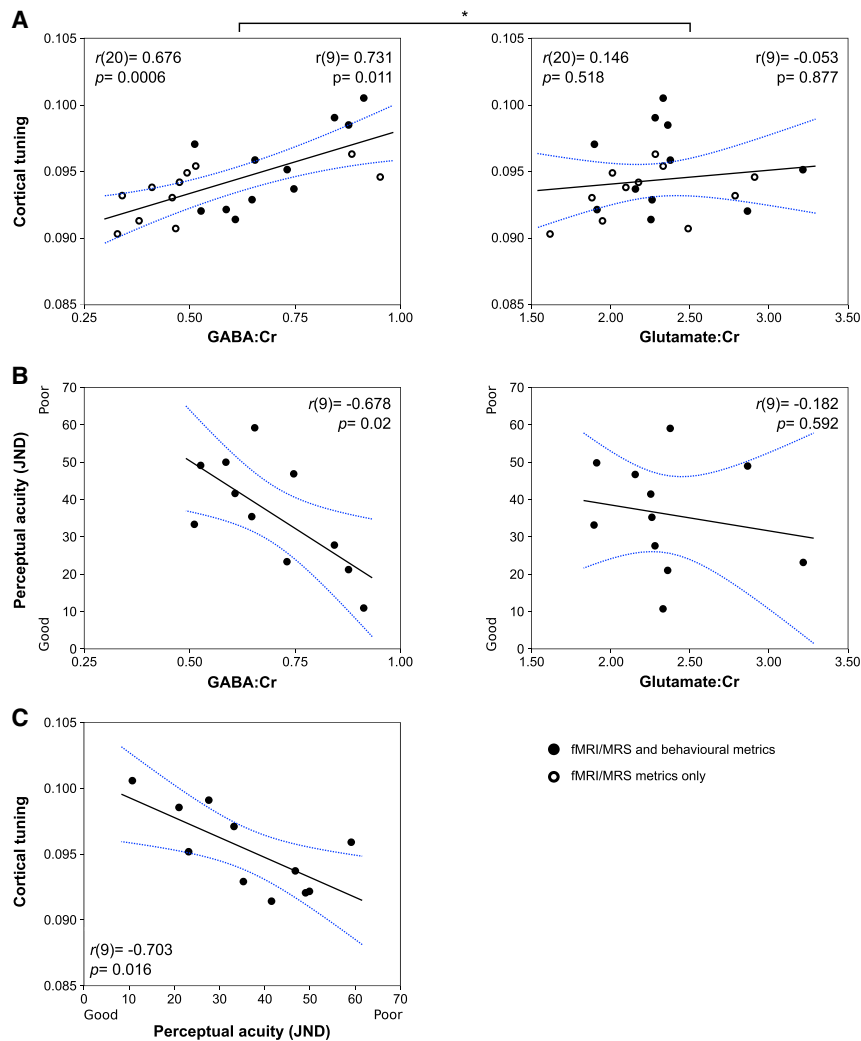 A
*
r(20)= 0.676
p= 0.0006
r(9)= 0.731
p= 0.011
Cortical tuning
0.105
0.100
0.095
0.090
0.085
0.25
0.50
0.75
1.00
GABA:Cr
r(20)= 0.146
p= 0.518
r(9)= -0.053
p= 0.877
0.105
0.100
0.095
0.090
0.085
1.50
2.00
2.50
3.00
3.50
Glutamate:Cr
B
Perceptual acuity (JND)
Poor
Good
70
60
50
40
30
20
10
0
r(9)= -0.678
p= 0.02
0.25
0.50
0.75
1.00
GABA:Cr
Poor
Good
70
60
50
40
30
20
10
0
r(9)= -0.182
p= 0.592
1.50
2.00
2.50
3.00
3.50
Glutamate:Cr
C
Cortical tuning
0.105
0.100
0.095
0.090
0.085
r(9)= -0.703
p= 0.016
0
10
20
30
40
50
60
70
Good
Poor
Perceptual acuity (JND)
fMRI/MRS and behavioural metrics
fMRI/MRS metrics only